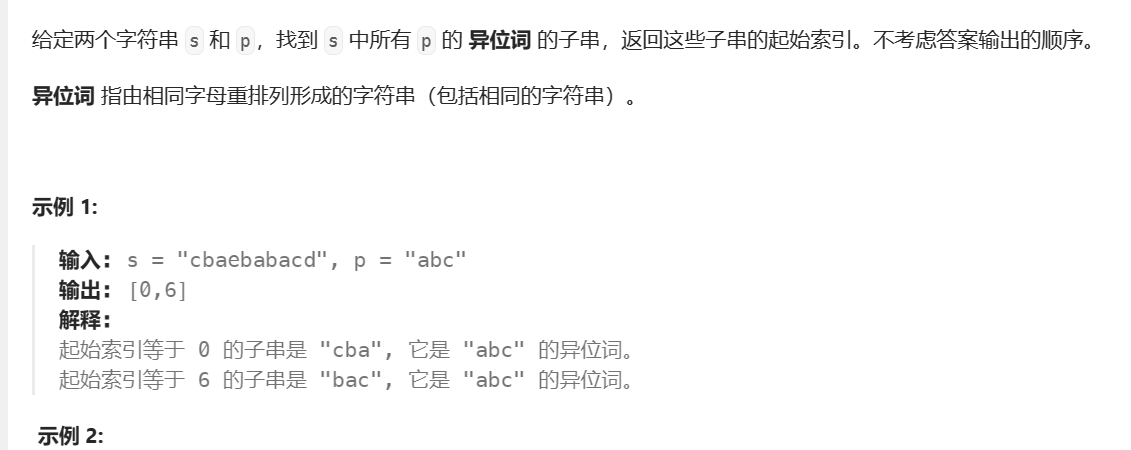 给定两个字符串 s 和 p，找到 s 中所有 p 的 异位词 的子串，返回这些子串的起始索引。不考虑答案输出的顺序。
异位词 指由相同字母重排列形成的字符串（包括相同的字符串）。
示例 1:
输入: s = "cbaebabacd", p = "abc"
输出: [0,6]
解释:
起始索引等于 0 的子串是 "cba", 它是 "abc" 的异位词。
起始索引等于 6 的子串是 "bac", 它是 "abc" 的异位词。
示例 2: